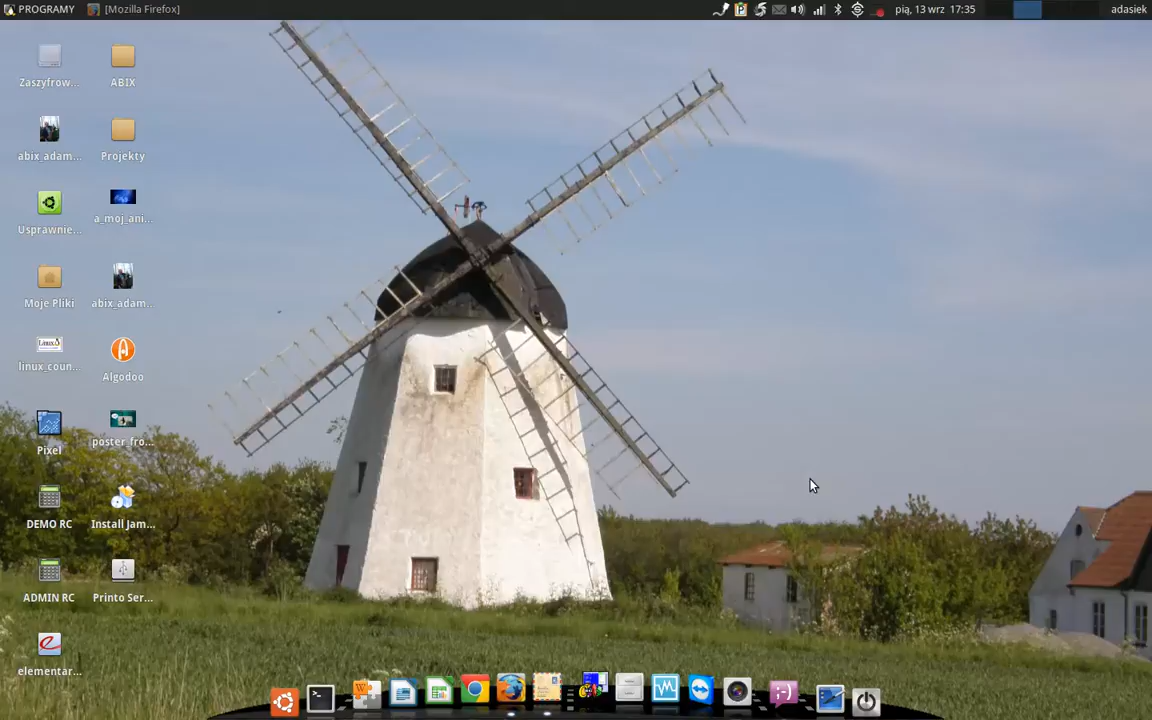 PROGRAMY
[Mozilla Firefox]
pią, 13 wrz 17:35
adasiek
Zaszyfrow...
ABIX
abix_adam...
Projekty
Usprawnie...
a_moj_ani...
Moje Pliki
abix_adam...
linux_coun...
Algodoo
Pixel
poster_fro...
DEMO RC
Install Jam...
ADMIN RC
Printo Ser...
elementar...